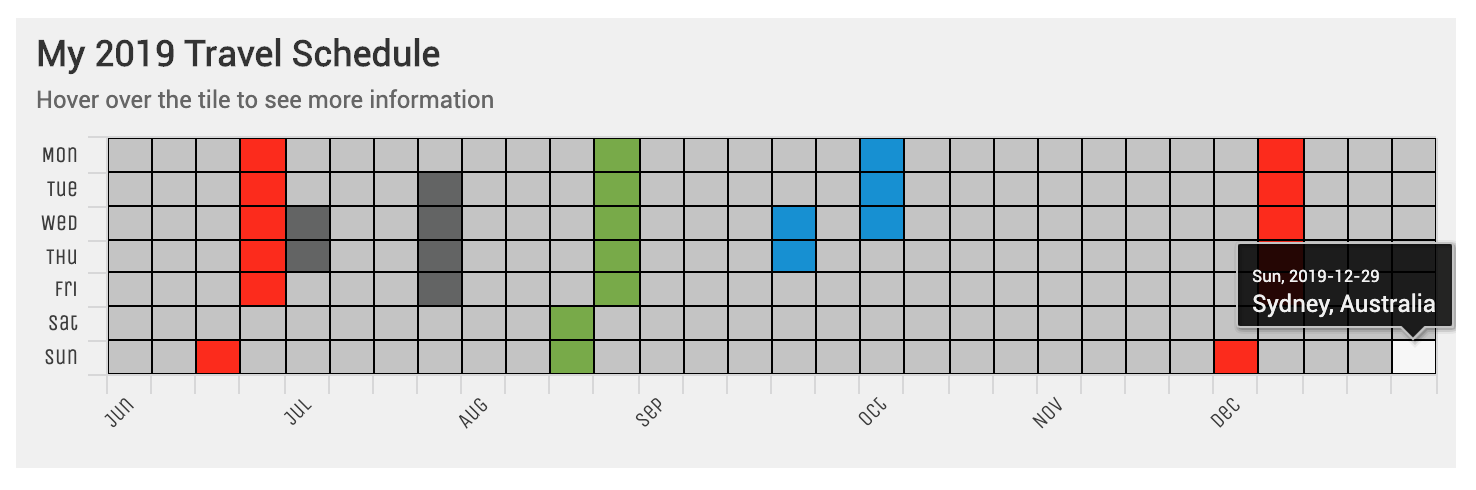 My 2019 Travel Schedule
Hover over the tile to see more information
Mon
Tue
Wed
Thu
Fri
Sat
Sun
Sun, 2019-12-29
Sydney, Australia
Jun
Jul
Aug
Sep
Oct
Nov
Dec